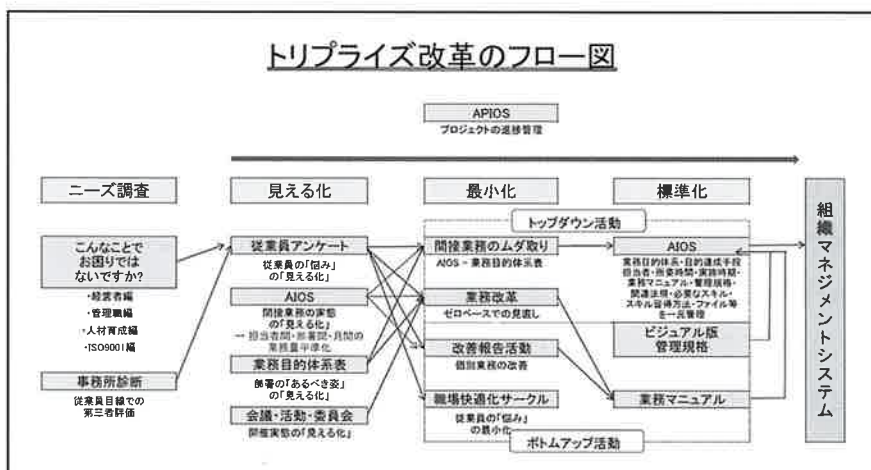 トリプライズ改革のフロー図
APIOS
プロジェクトの進捗管理
ニーズ調査
見える化
最小化
標準化
こんなことで
お困りでは
ないですか?
・経営者編
・管理職編
・人材育成編
・ISO9001編
事務所診断
従業員目線での
第三者評価
従業員アンケート
従業員の「悩み」
の「見える化」
AIOS
間接業務の実態
の「見える化」
→ 担当者間・部署間・月間の
業務量平準化
業務目的体系表
部署の「あるべき姿」
の「見える化」
会議・活動・委員会
開催実態の「見える化」
トップダウン活動
間接業務のムダ取り
AIOS－業務目的体系表
業務改革
ゼロベースでの見直し
改善報告活動
個別業務の改善
職場快適化サークル
従業員の「悩み」
の最小化
ボトムアップ活動
AIOS
業務目的体系・目的達成手段
担当者・所要時間・実施時期・
業務マニュアル・管理規格・
関連法規・必要なスキル・
スキル習得方法・ファイル等
を一元管理
ビジュアル版
管理規格
業務マニュアル
組織マネジメントシステム